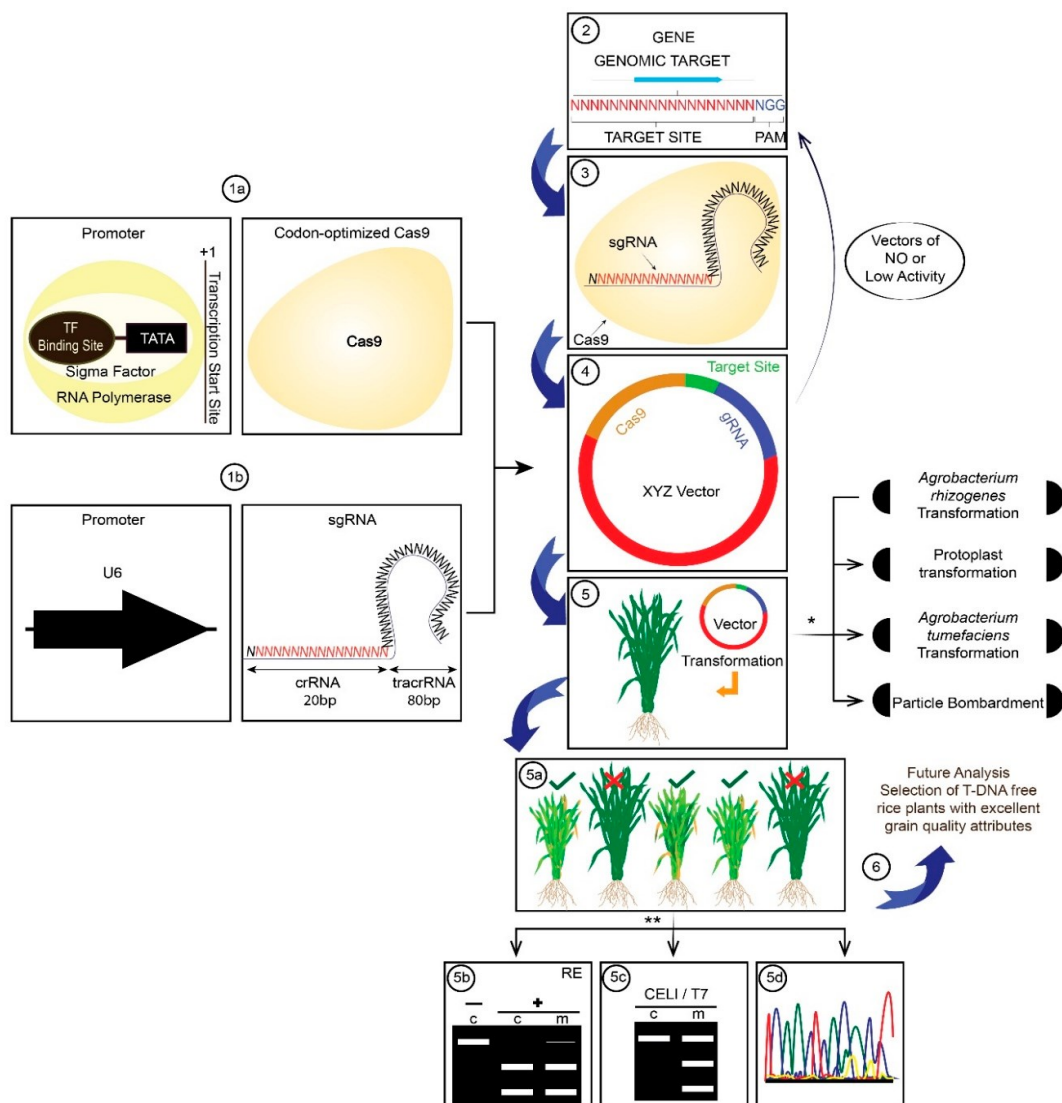 2
GENE
GENOMIC TARGET
NNNNNNNNNNNNNNNNNNNNNGG
TARGET SITE
PAM
1a
Promoter
+1
Transcription Start Site
TF
Binding Site
TATA
Sigma Factor
RNA Polymerase
Codon-optimized Cas9
Cas9
1b
Promoter
U6
sgRNA
NNNNNNNNNNNNNNNN
crRNA
20bp
tracrRNA
80bp
3
sgRNA
NNNNNNNNNNNNNN
Cas9
Vectors of
NO or
Low Activity
4
Target Site
Cas9
gRNA
XYZ Vector
5
Vector
Transformation
*
Agrobacterium
rhizogenes
Transformation
Protoplast
transformation
Agrobacterium
tumefaciens
Transformation
Particle Bombardment
5a
6
Future Analysis
Selection of T-DNA free
rice plants with excellent
grain quality attributes
**
5b
RE
− +
c c m
5c
CELI / T7
c m
5d